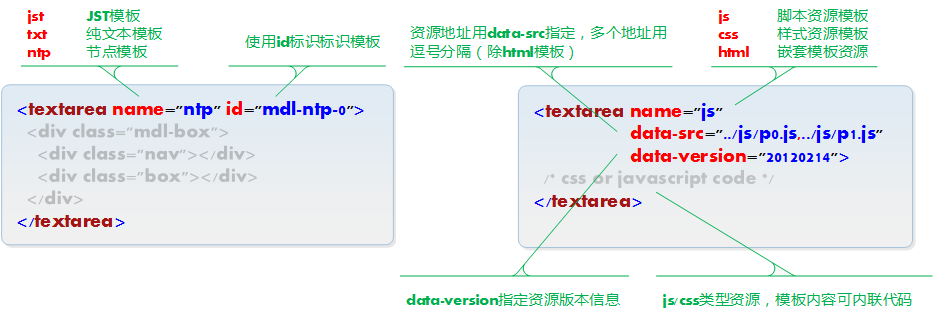 jst JST模板
txt 纯文本模板
ntp 节点模板
使用id标识标识模板
资源地址用data-src指定，多个地址用
逗号分隔（除html模板）
js 脚本资源模板
css 样式资源模板
html 嵌套模板资源
<textarea name="ntp" id="mdl-ntp-0">
<div class="mdl-box">
<div class="nav"></div>
<div class="box"></div>
</div>
</textarea>
<textarea name="js"
data-src="../js/p0.js,../js/p1.js"
data-version="20120214">
/* css or javascript code */
</textarea>
data-version指定资源版本信息
js/css类型资源，模板内容可内联代码